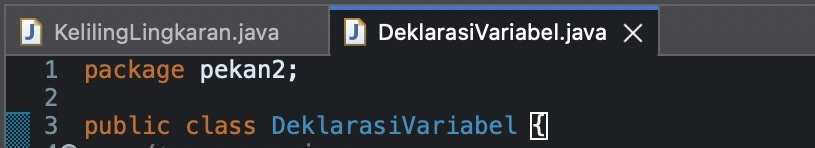 KelilingLingkaran.java
DeklarasiVariabel.java
1 package pekan2;
2
3 public class DeklarasiVariabel {